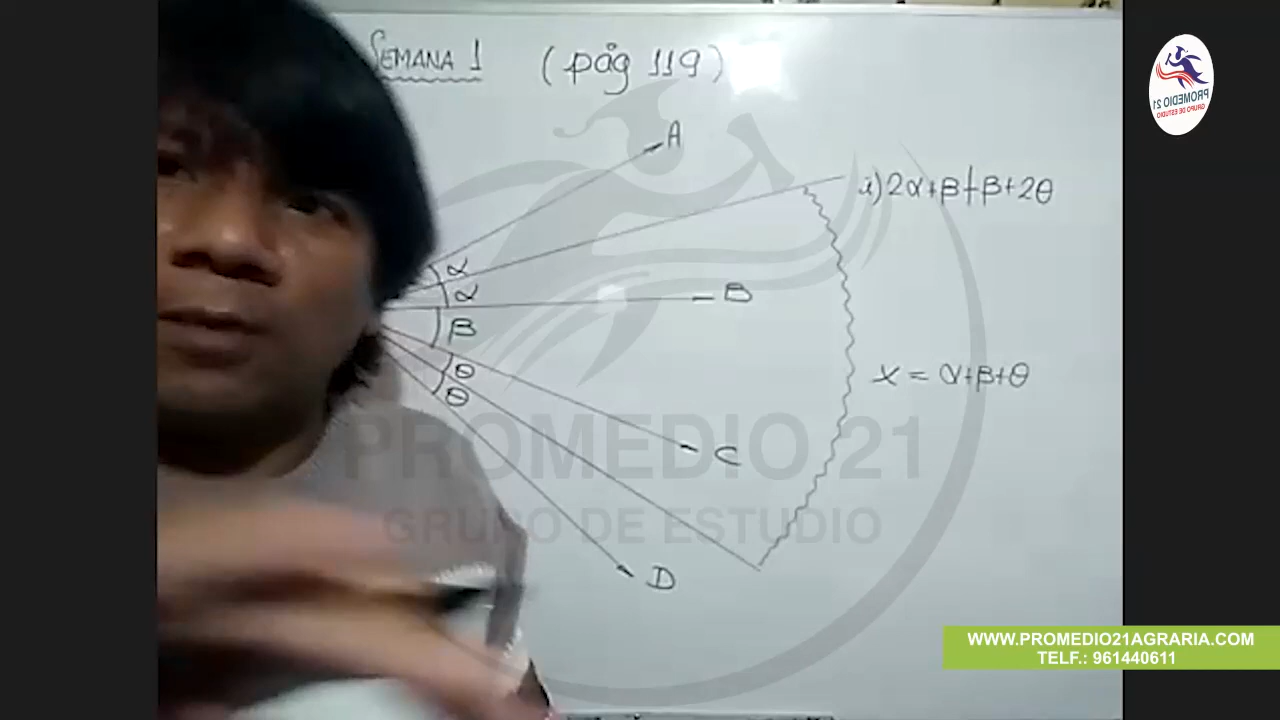 SEMANA 1 (pág 119)
A
i) 2α+β+β+2θ
α
α
B
β
θ
θ
x = α+β+θ
C
D
PROMEDIO 21
GRUPO DE ESTUDIO
PROMEDIO 21
GRUPO DE ESTUDIO
WWW.PROMEDIO21AGRARIA.COM
TELF.: 961440611